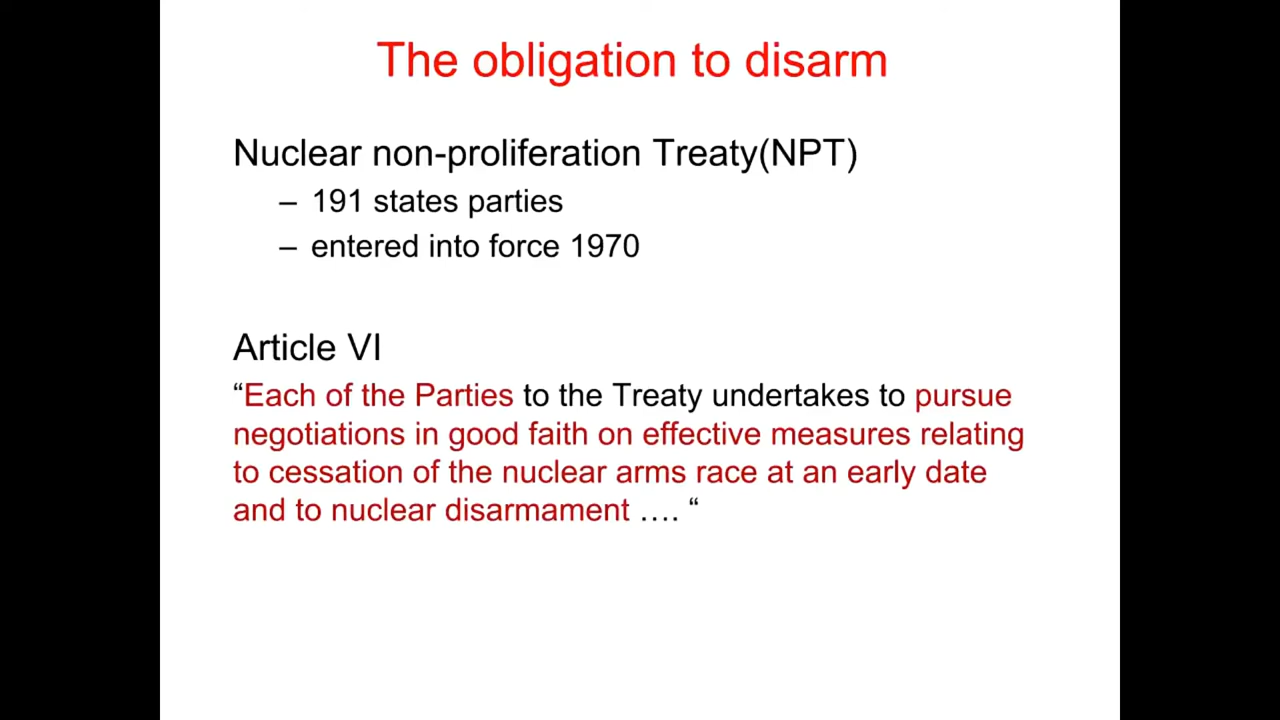 The obligation to disarm
Nuclear non-proliferation Treaty(NPT)
– 191 states parties
– entered into force 1970
Article VI
“Each of the Parties to the Treaty undertakes to pursue
negotiations in good faith on effective measures relating
to cessation of the nuclear arms race at an early date
and to nuclear disarmament …. “